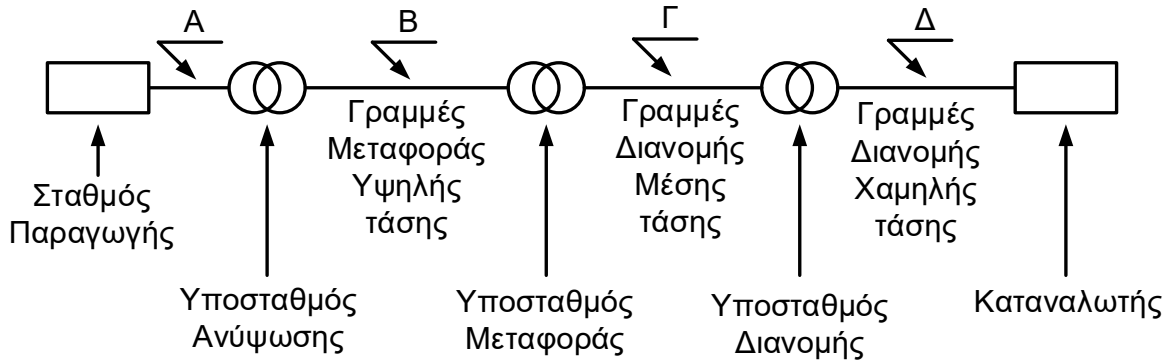 Α
Β
Γ
Δ
Γραμμές
Μεταφοράς
Υψηλής
τάσης
Γραμμές
Διανομής
Μέσης
τάσης
Γραμμές
Διανομής
Χαμηλής
τάσης
Σταθμός
Παραγωγής
Υποσταθμός
Ανύψωσης
Υποσταθμός
Μεταφοράς
Υποσταθμός
Διανομής
Καταναλωτής